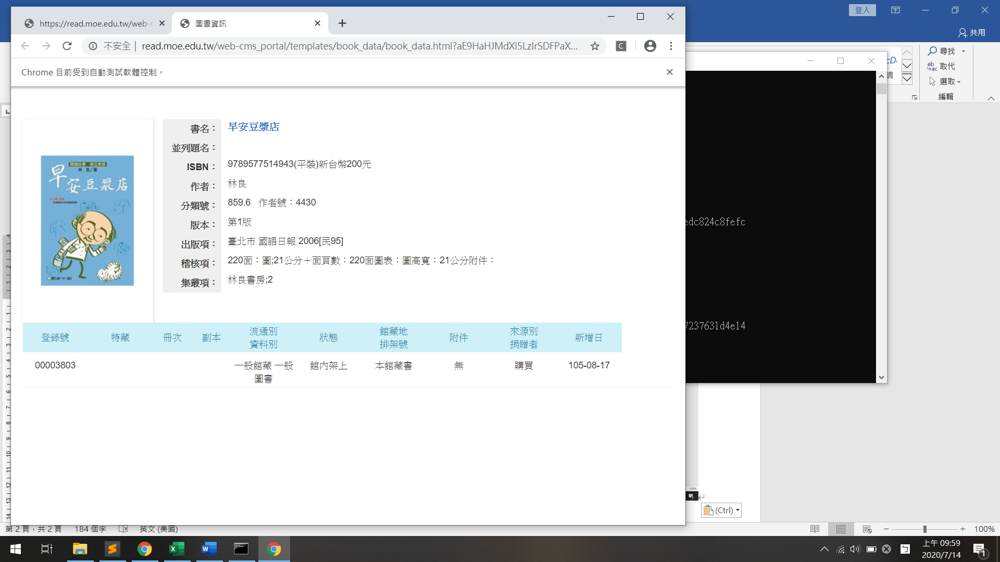 https://read.moe.edu.tw/web-
圖書資訊
不安全
read.moe.edu.tw/web-cms_portal/templates/book_data/book_data.html?aE9HaHJMdXI5LzIrSDFPaX...
Chrome 目前受到自動測試軟體控制。
書名：
早安豆漿店
並列題名：
ISBN：
9789577514943(平裝)新台幣200元
作者：
林良
分類號：
859.6 作者號：4430
版本：
第1版
出版項：
臺北市 國語日報 2006[民95]
稽核項：
220面：圖;21公分＋面頁數：220面圖表：圖高寬：21公分附件：
集叢項：
林良書房;2
閱讀故事 親近美感
林 良/著
早安豆漿店
登錄號
特藏
冊次
副本
流通別
資料別
狀態
館藏地
排架號
附件
來源別
捐贈者
新增日
00003803
一般館藏 一般
圖書
館內架上
本館藏書
無
購買
105-08-17
登入
共用
尋找
取代
選取
編輯
edc824c8fefc
7237631d4e14
(Ctrl)
第 2 頁，共 2 頁
184 個字
英文 (美國)
100%
上午 09:59
2020/7/14
1